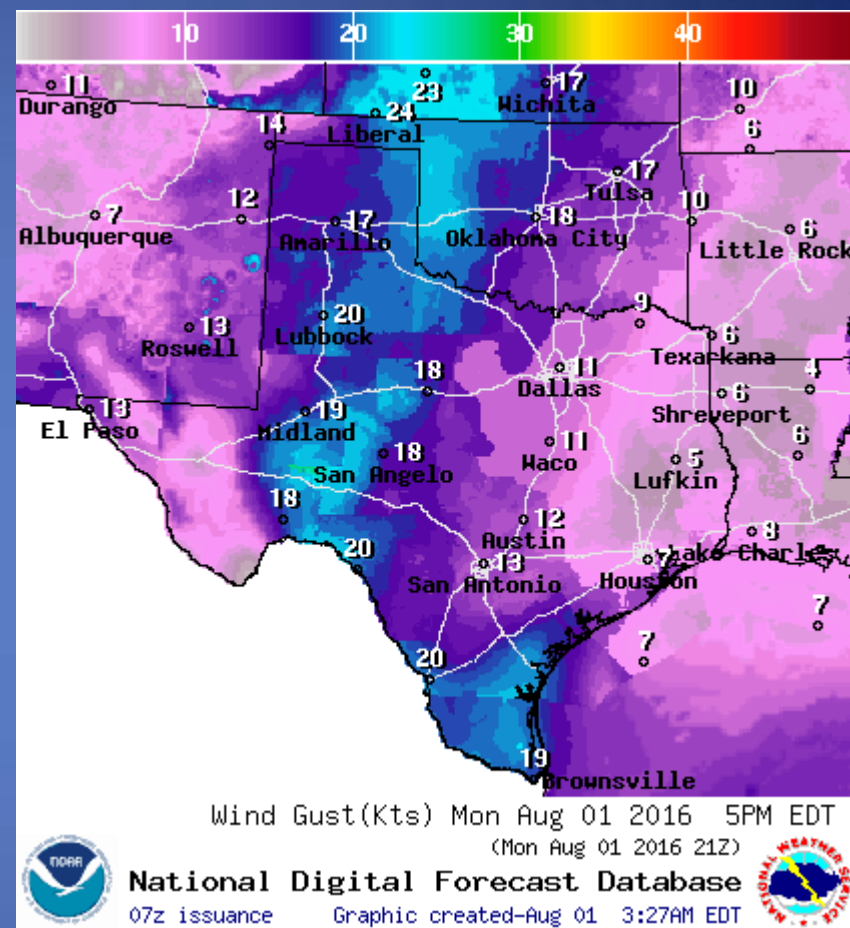 10 20 30 40
11 23 17 10
Durango Wichita
24
Liberal
14 6
17
Tulsa
7 12 17 18 10 6
Albuquerque Amarillo Oklahoma City Little Rock
13 20 9
Roswell Lubbock 6
Texarkana
11
18 Dallas 6 4
13 19 Shreveport
El Paso Midland
18 11 5 6
San Angelo Waco Lufkin
18 12 8
Austin Lake Charles
20 13 7
San Antonio Houston
7
7
20
19
Brownsville
Wind Gust(Kts) Mon Aug 01 2016 5PM EDT
(Mon Aug 01 2016 21Z)
NOAA
National Digital Forecast Database
07z issuance Graphic created-Aug 01 3:27AM EDT
NATIONAL WEATHER SERVICE